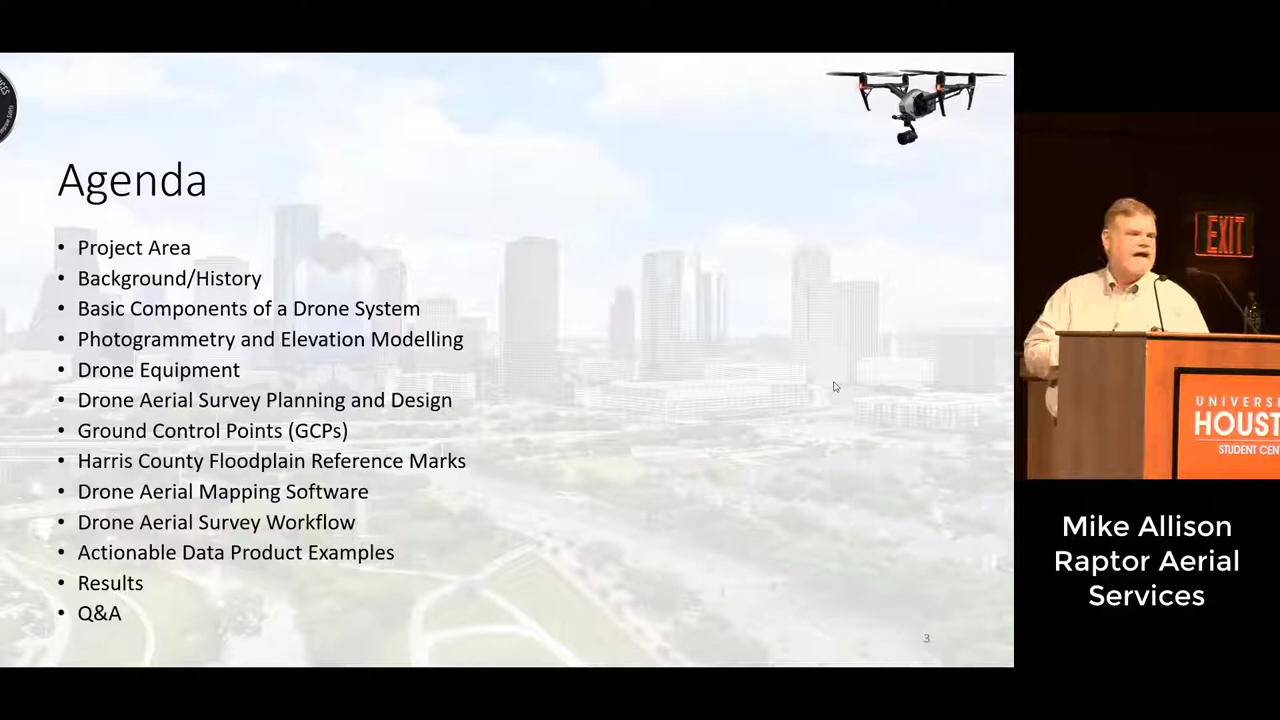 Agenda
• Project Area
• Background/History
• Basic Components of a Drone System
• Photogrammetry and Elevation Modelling
• Drone Equipment
• Drone Aerial Survey Planning and Design
• Ground Control Points (GCPs)
• Harris County Floodplain Reference Marks
• Drone Aerial Mapping Software
• Drone Aerial Survey Workflow
• Actionable Data Product Examples
• Results
• Q&A
3
EXIT
UNIVERS
HOUST
STUDENT CEN
Mike Allison
Raptor Aerial
Services